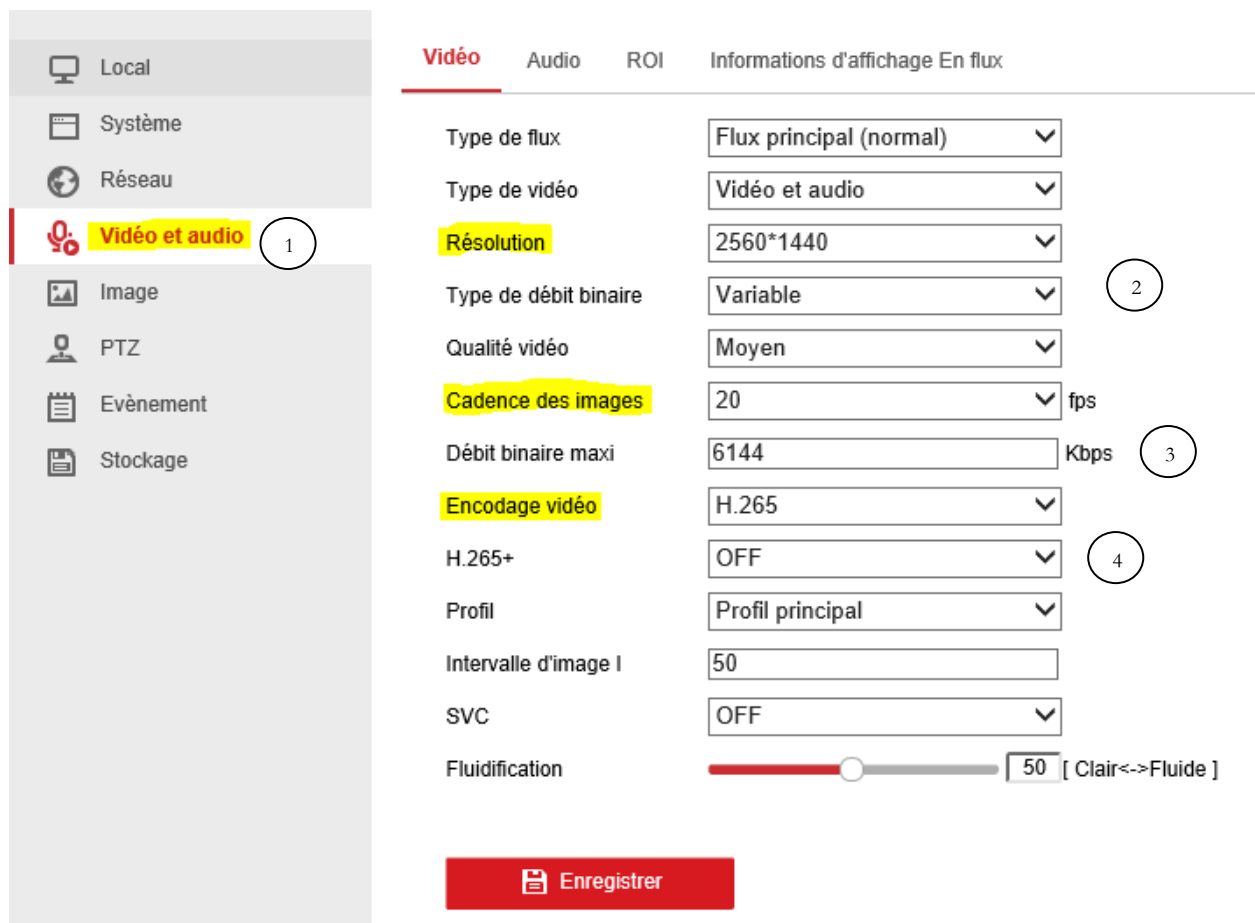 Local
Système
Réseau
Vidéo et audio 1
Image
PTZ
Evènement
Stockage
Vidéo Audio ROI Informations d'affichage En flux
Type de flux Flux principal (normal)
Type de vidéo Vidéo et audio
Résolution 2560*1440
Type de débit binaire Variable 2
Qualité vidéo Moyen
Cadence des images 20 fps
Débit binaire maxi 6144 Kbps 3
Encodage vidéo H.265
H.265+ OFF 4
Profil Profil principal
Intervalle d'image I 50
SVC OFF
Fluidification 50 [ Clair<->Fluide ]
Enregistrer